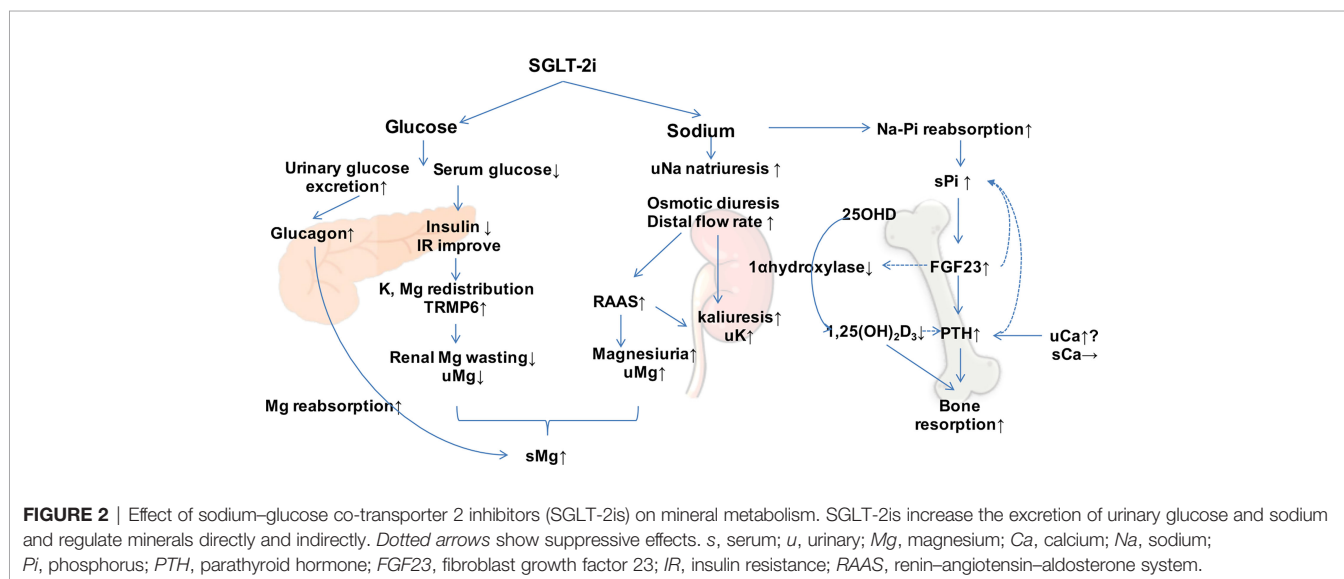 SGLT-2i
Glucose
Sodium
Na-Pi reabsorption↑
Urinary glucose
excretion↑
Serum glucose↓
uNa natriuresis ↑
sPi ↑
Osmotic diuresis
Distal flow rate ↑
25OHD
Glucagon↑
Insulin ↓
IR improve
1αhydroxylase↓
FGF23↑
K, Mg redistribution
TRMP6↑
RAAS↑
kaliuresis↑
uK↑
1,25(OH)₂D₃↓
PTH↑
uCa↑?
sCa→
Renal Mg wasting↓
uMg↓
Magnesiuria↑
uMg↑
Mg reabsorption↑
Bone
resorption↑
sMg↑
FIGURE 2 | Effect of sodium–glucose co-transporter 2 inhibitors (SGLT-2is) on mineral metabolism. SGLT-2is increase the excretion of urinary glucose and sodium
and regulate minerals directly and indirectly. Dotted arrows show suppressive effects. s, serum; u, urinary; Mg, magnesium; Ca, calcium; Na, sodium;
Pi, phosphorus; PTH, parathyroid hormone; FGF23, fibroblast growth factor 23; IR, insulin resistance; RAAS, renin–angiotensin–aldosterone system.